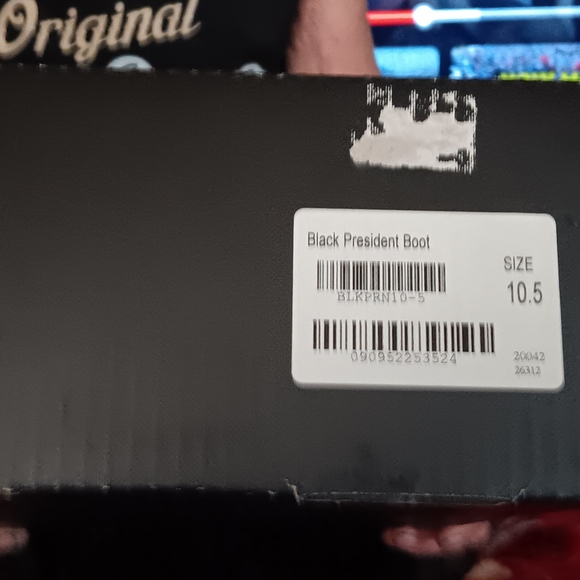 Original
Black President Boot
SIZE
BLKPRN10-5
10.5
090952253524
20042
26312